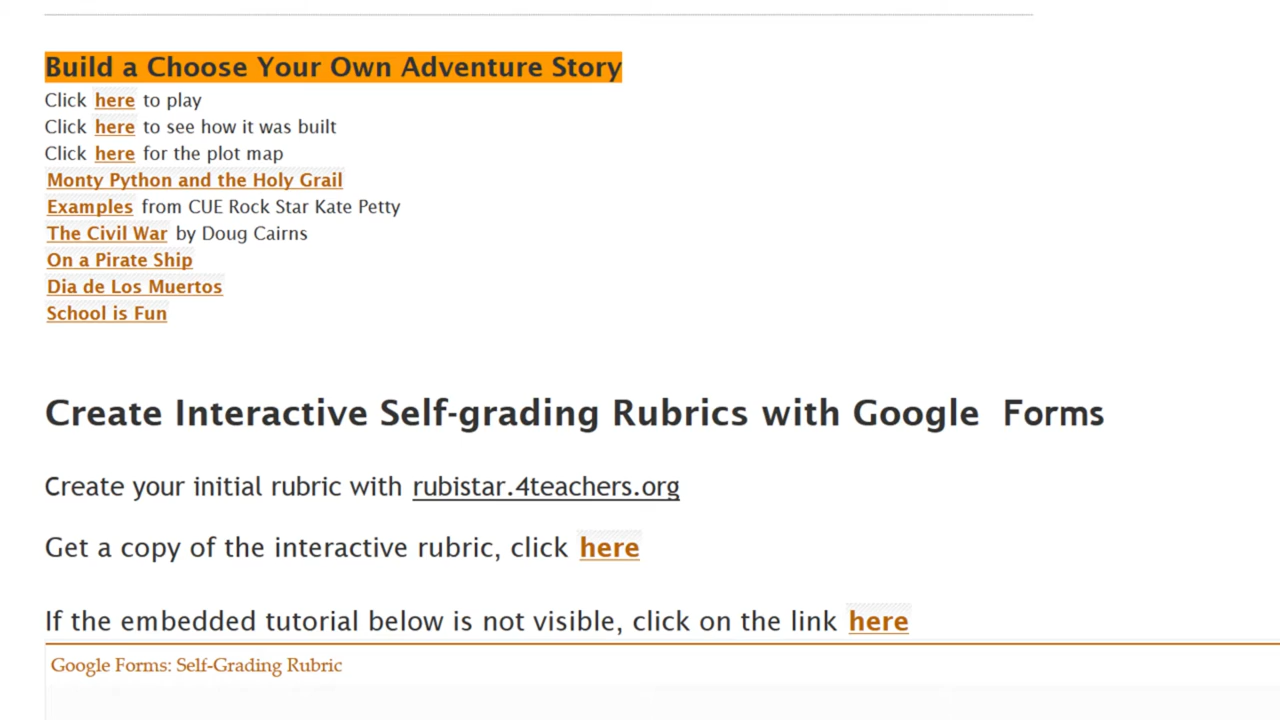 Build a Choose Your Own Adventure Story
Click here to play
Click here to see how it was built
Click here for the plot map
Monty Python and the Holy Grail
Examples from CUE Rock Star Kate Petty
The Civil War by Doug Cairns
On a Pirate Ship
Dia de Los Muertos
School is Fun
Create Interactive Self-grading Rubrics with Google Forms
Create your initial rubric with rubistar.4teachers.org
Get a copy of the interactive rubric, click here
If the embedded tutorial below is not visible, click on the link here
Google Forms: Self-Grading Rubric